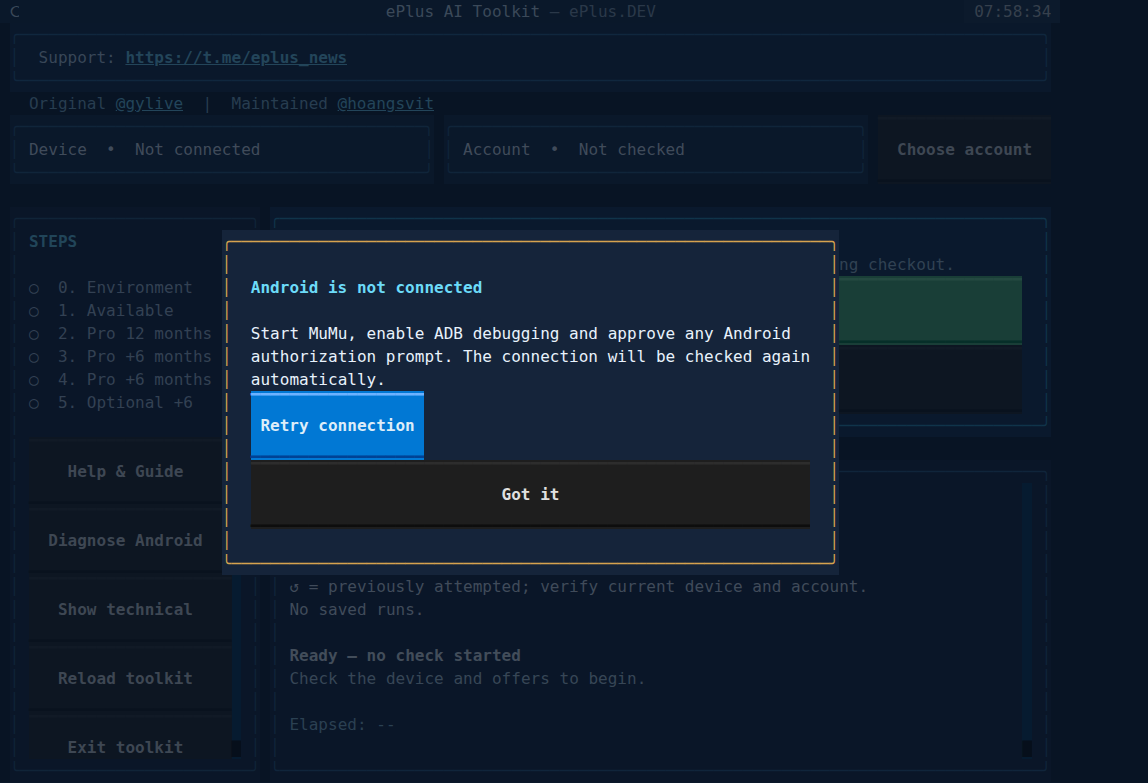 C
ePlus AI Toolkit — ePlus.DEV
07:58:34
Support: https://t.me/eplus_news
Original @gylive | Maintained @hoangsvit
Device • Not connected
Account • Not checked
Choose account
STEPS
○ 0. Environment
○ 1. Available
○ 2. Pro 12 months
○ 3. Pro +6 months
○ 4. Pro +6 months
○ 5. Optional +6
Help & Guide
Diagnose Android
Show technical
Reload toolkit
Exit toolkit
ng checkout.
Android is not connected
Start MuMu, enable ADB debugging and approve any Android
authorization prompt. The connection will be checked again
automatically.
Retry connection
Got it
↺ = previously attempted; verify current device and account.
No saved runs.
Ready — no check started
Check the device and offers to begin.
Elapsed: --